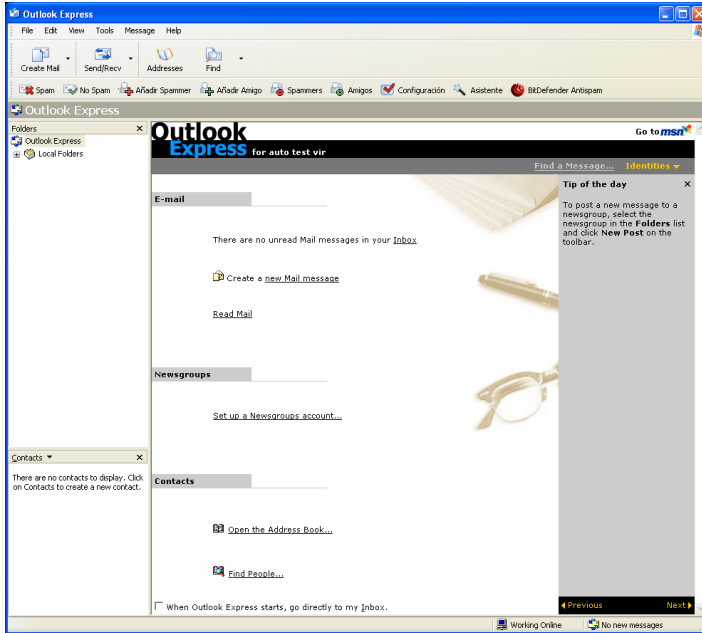 Outlook Express
File Edit View Tools Message Help
Create Mail Send/Recv Addresses Find
Spam No Spam Añadir Spammer Añadir Amigo Spammers Amigos Configuración Asistente BitDefender Antispam
Outlook Express
Folders
Outlook Express
Local Folders
Contacts
There are no contacts to display. Click
on Contacts to create a new contact.
Outlook
Express for auto test vir
Go to msn
Find a Message... Identities
E-mail
There are no unread Mail messages in your Inbox
Create a new Mail message
Read Mail
Newsgroups
Set up a Newsgroups account...
Contacts
Open the Address Book...
Find People...
When Outlook Express starts, go directly to my Inbox.
Tip of the day
To post a new message to a
newsgroup, select the
newsgroup in the Folders list
and click New Post on the
toolbar.
Previous Next
Working Online No new messages